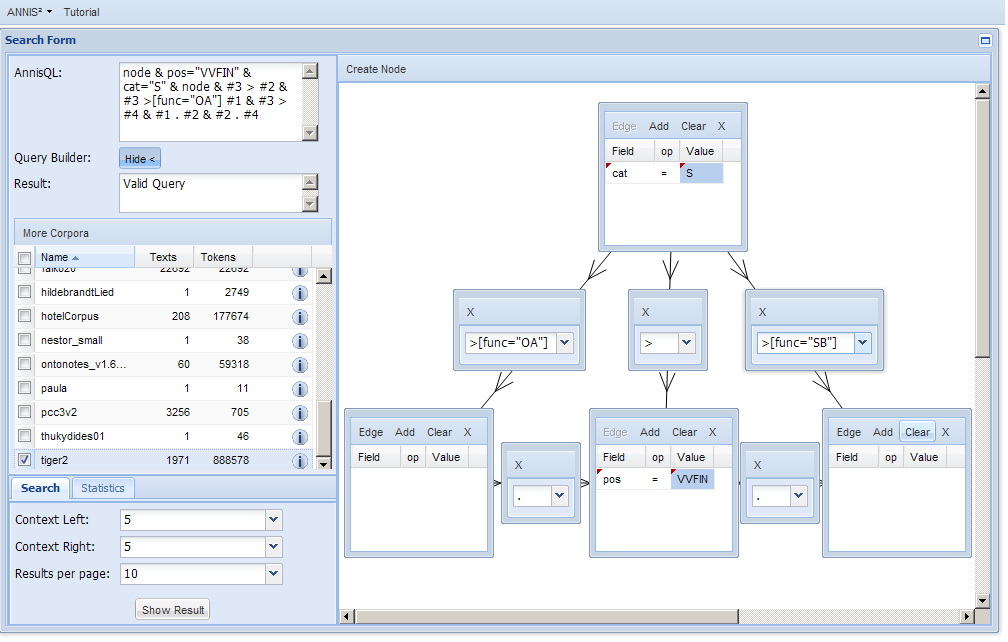 ANNIS² Tutorial
Search Form
AnnisQL:
node & pos="VVFIN" &
cat="S" & node & #3 > #2 &
#3 >[func="OA"] #1 & #3 >
#4 & #1 . #2 & #2 . #4
Query Builder: Hide <
Result: Valid Query
More Corpora
Name Texts Tokens
falko20 22692 22692
hildebrandtLied 1 2749
hotelCorpus 208 177674
nestor_small 1 38
ontonotes_v1.6... 60 59318
paula 1 11
pcc3v2 3256 705
thukydides01 1 46
tiger2 1971 888578
Search Statistics
Context Left: 5
Context Right: 5
Results per page: 10
Show Result
Create Node
Edge Add Clear X
Field op Value
cat = S
X X X
>[func="OA"] > >[func="SB"]
Edge Add Clear X
Field op Value
X
.
Edge Add Clear X
Field op Value
pos = VVFIN
X
.
Edge Add Clear X
Field op Value